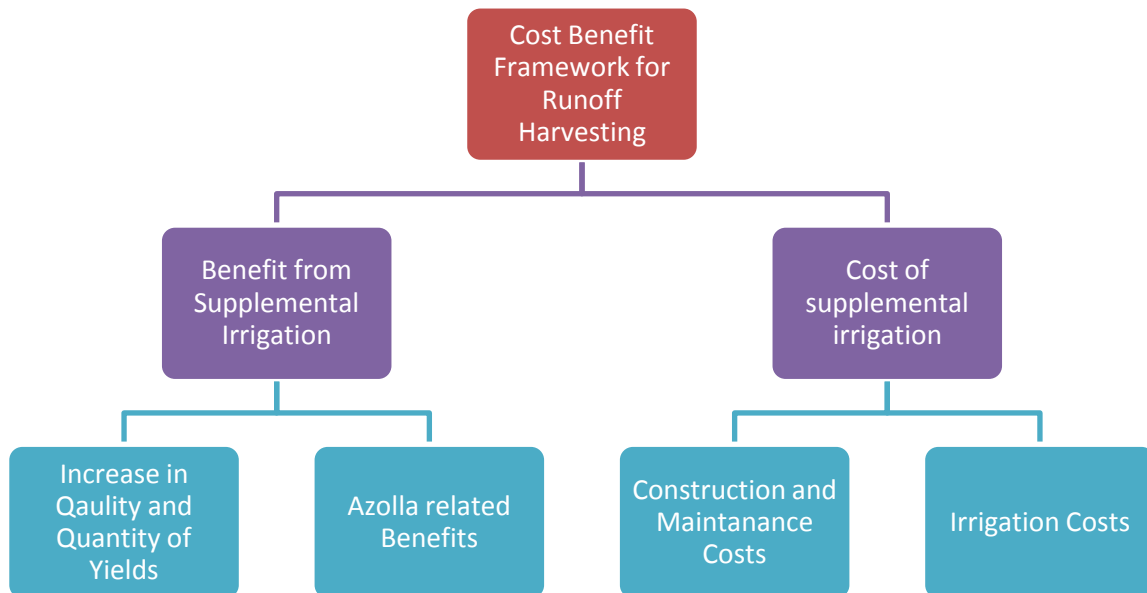 Cost Benefit
Framework for
Runoff
Harvesting
Benefit from
Supplemental
Irrigation
Cost of
supplemental
irrigation
Increase in
Qaulity and
Quantity of
Yields
Azolla related
Benefits
Construction and
Maintanance
Costs
Irrigation Costs